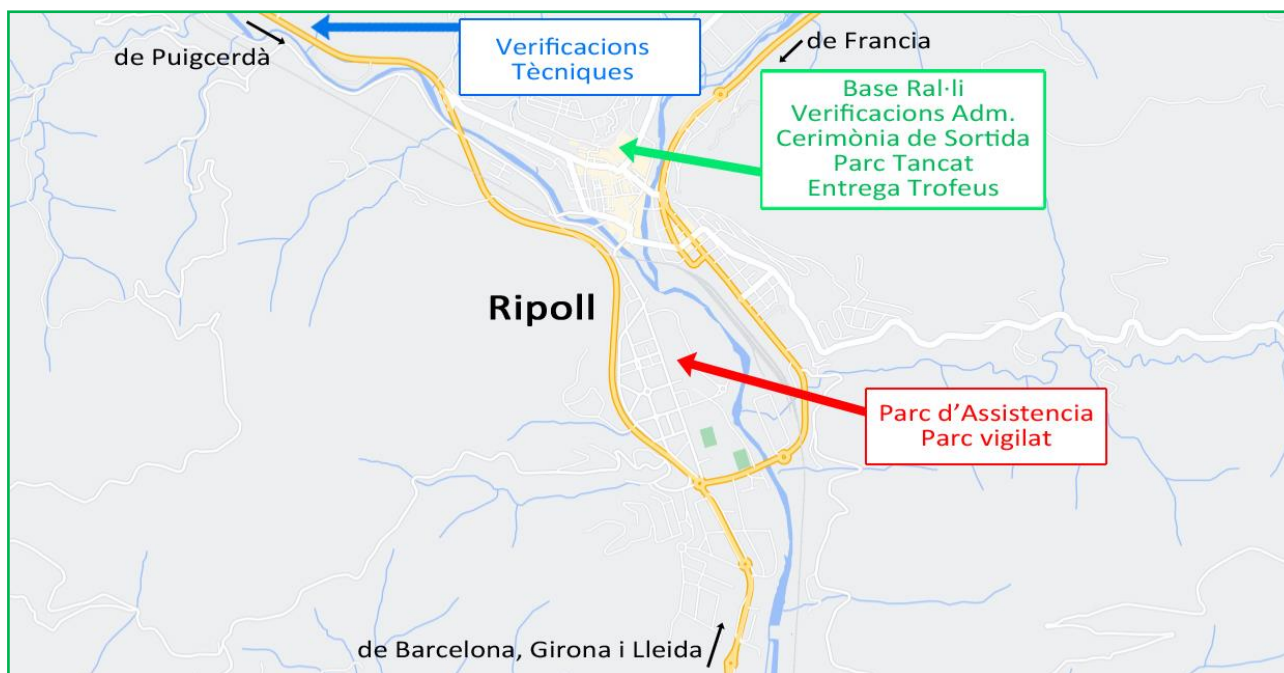 de Puigcerdà
Verificacions
Tècniques
de Francia
Base Ral·li
Verificacions Adm.
Cerimònia de Sortida
Parc Tancat
Entrega Trofeus
Ripoll
Parc d’Assistencia
Parc vigilat
de Barcelona, Girona i Lleida